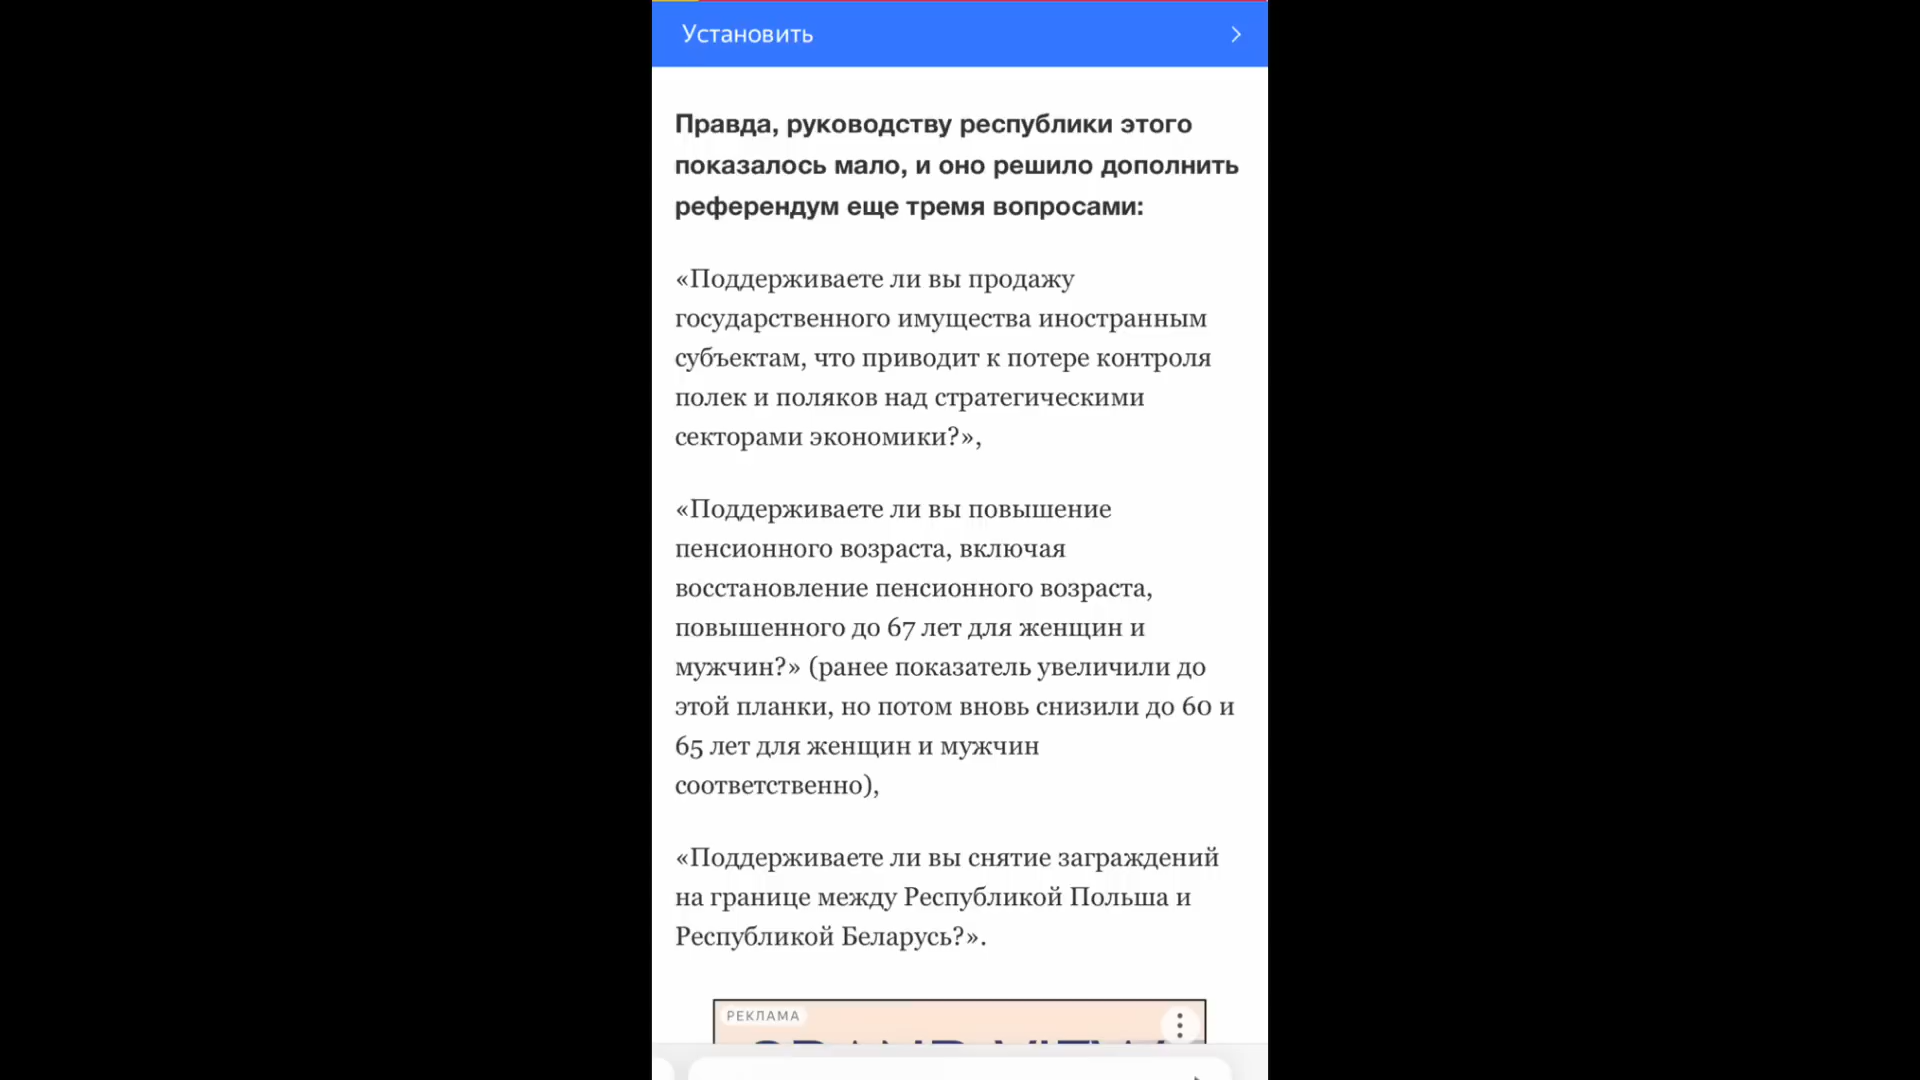 Установить
Правда, руководству республики этого
показалось мало, и оно решило дополнить
референдум еще тремя вопросами:
«Поддерживаете ли вы продажу
государственного имущества иностранным
субъектам, что приводит к потере контроля
полек и поляков над стратегическими
секторами экономики?»,
«Поддерживаете ли вы повышение
пенсионного возраста, включая
восстановление пенсионного возраста,
повышенного до 67 лет для женщин и
мужчин?» (ранее показатель увеличили до
этой планки, но потом вновь снизили до 60 и
65 лет для женщин и мужчин
соответственно),
«Поддерживаете ли вы снятие заграждений
на границе между Республикой Польша и
Республикой Беларусь?».
РЕКЛАМА